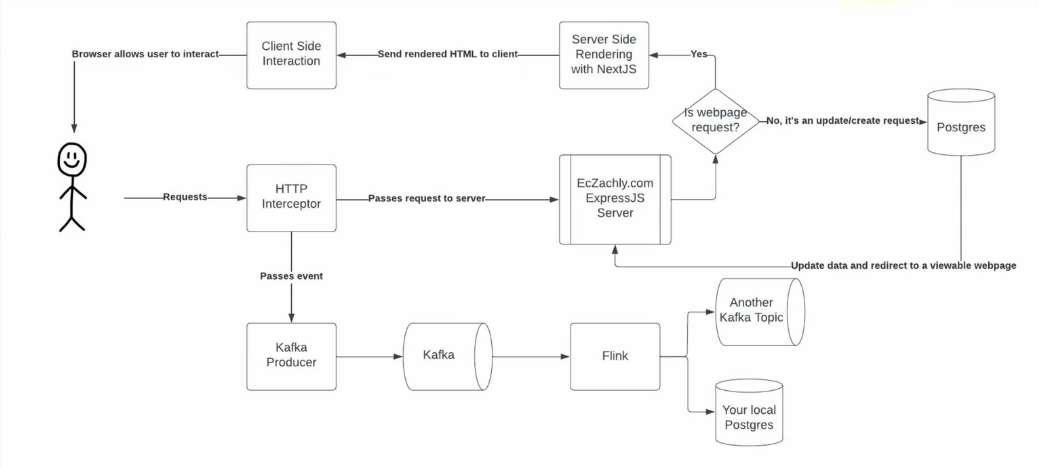 Browser allows user to interact
Client Side
Interaction
Send rendered HTML to client
Server Side
Rendering
with NextJS
Yes
Is webpage
request?
No, it's an update/create request
Postgres
Requests
HTTP
Interceptor
Passes request to server
EcZachly.com
ExpressJS
Server
Update data and redirect to a viewable webpage
Passes event
Kafka
Producer
Kafka
Flink
Another
Kafka Topic
Your local
Postgres